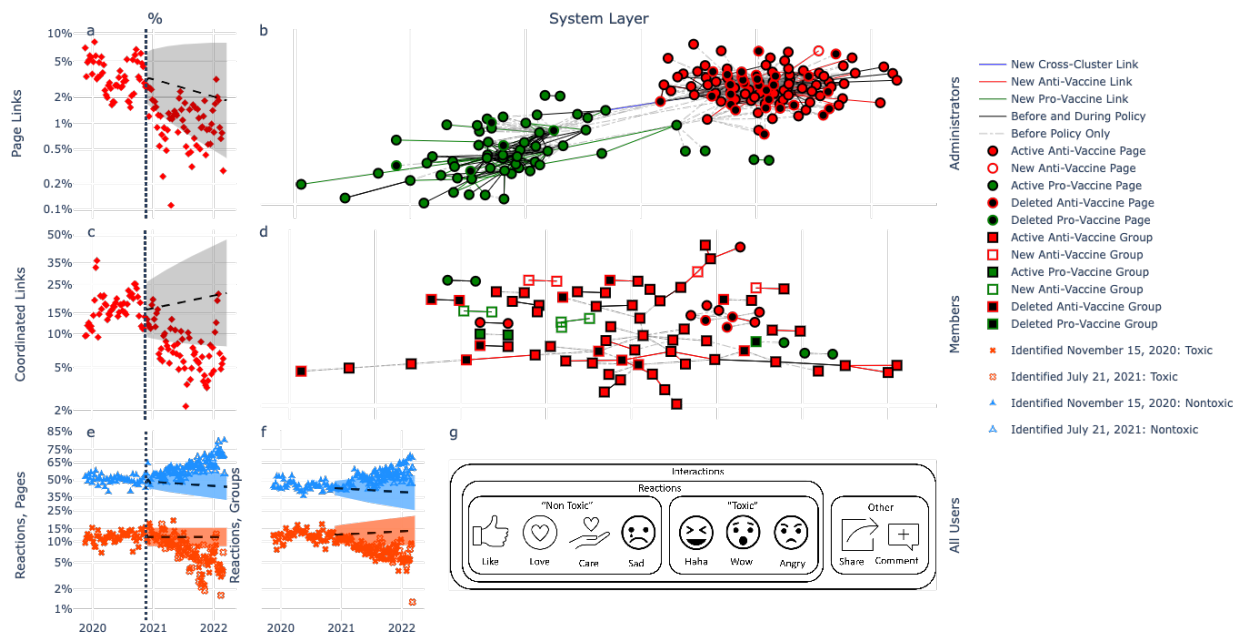 %
System Layer
a
b
10%
5%
2%
1%
0.5%
0.2%
0.1%
Page Links
Administrators
New Cross-Cluster Link
New Anti-Vaccine Link
New Pro-Vaccine Link
Before and During Policy
Before Policy Only
Active Anti-Vaccine Page
New Anti-Vaccine Page
Active Pro-Vaccine Page
Deleted Anti-Vaccine Page
Deleted Pro-Vaccine Page
Active Anti-Vaccine Group
New Anti-Vaccine Group
Active Pro-Vaccine Group
New Anti-Vaccine Group
Deleted Anti-Vaccine Group
Deleted Pro-Vaccine Group
Identified November 15, 2020: Toxic
Identified July 21, 2021: Toxic
Identified November 15, 2020: Nontoxic
Identified July 21, 2021: Nontoxic
c
d
50%
35%
25%
15%
10%
5%
2%
Coordinated Links
Members
e
f
g
85%
75%
65%
50%
35%
25%
15%
10%
5%
2%
1%
Reactions, Pages
Reactions, Groups
2020
2021
2022
2020
2021
2022
Interactions
Reactions
"Non Toxic"
Like
Love
Care
Sad
"Toxic"
Haha
Wow
Angry
Other
Share
Comment
All Users